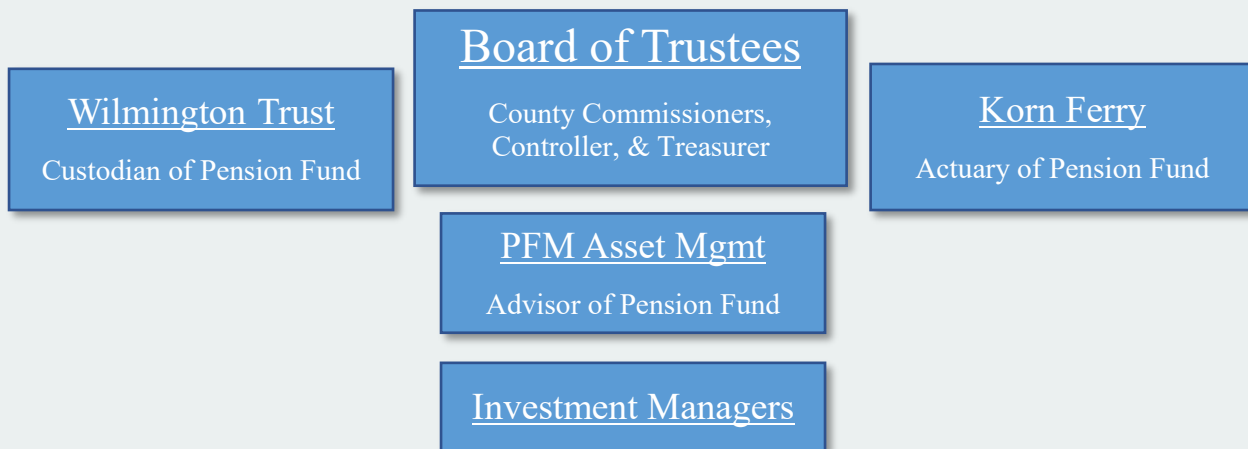 Board of Trustees
County Commissioners,
Controller, & Treasurer
Wilmington Trust
Custodian of Pension Fund
Korn Ferry
Actuary of Pension Fund
PFM Asset Mgmt
Advisor of Pension Fund
Investment Managers